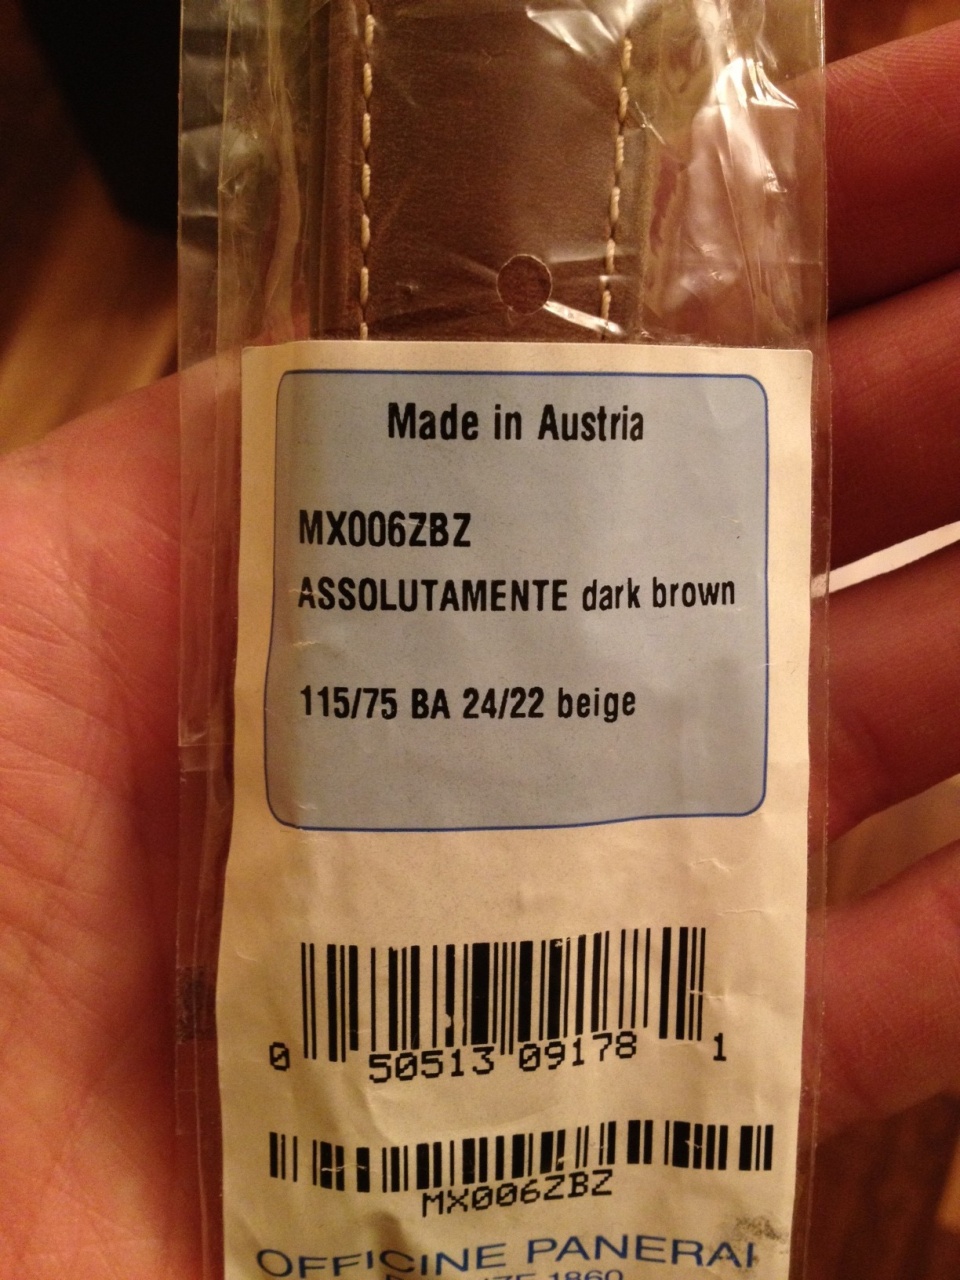 Made in Austria
MX006ZBZ
ASSOLUTAMENTE dark brown
115/75 BA 24/22 beige
0 50513 09178 1
MX006ZBZ
OFFICINE PANERAI
1860